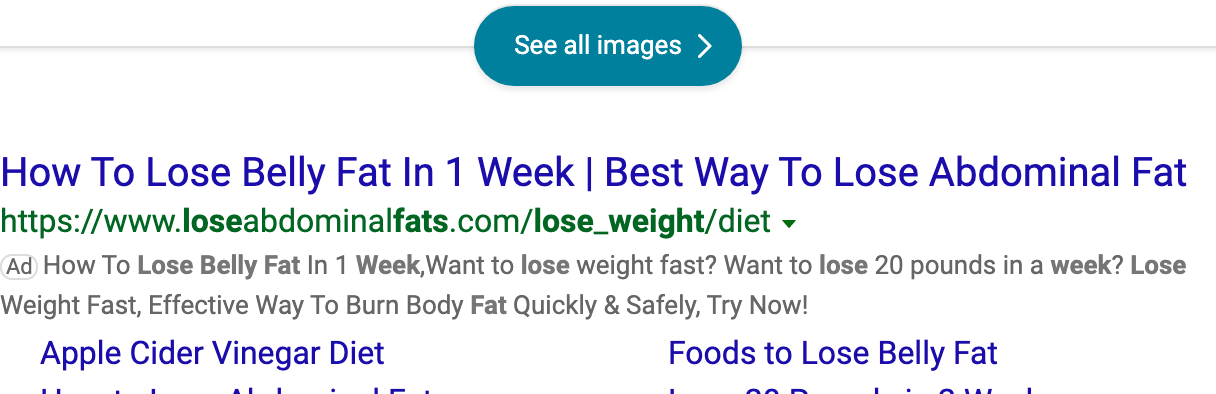 See all images
How To Lose Belly Fat In 1 Week | Best Way To Lose Abdominal Fat
https://www.loseabdominalfats.com/lose_weight/diet
Ad How To Lose Belly Fat In 1 Week,Want to lose weight fast? Want to lose 20 pounds in a week? Lose
Weight Fast, Effective Way To Burn Body Fat Quickly & Safely, Try Now!
Apple Cider Vinegar Diet
Foods to Lose Belly Fat